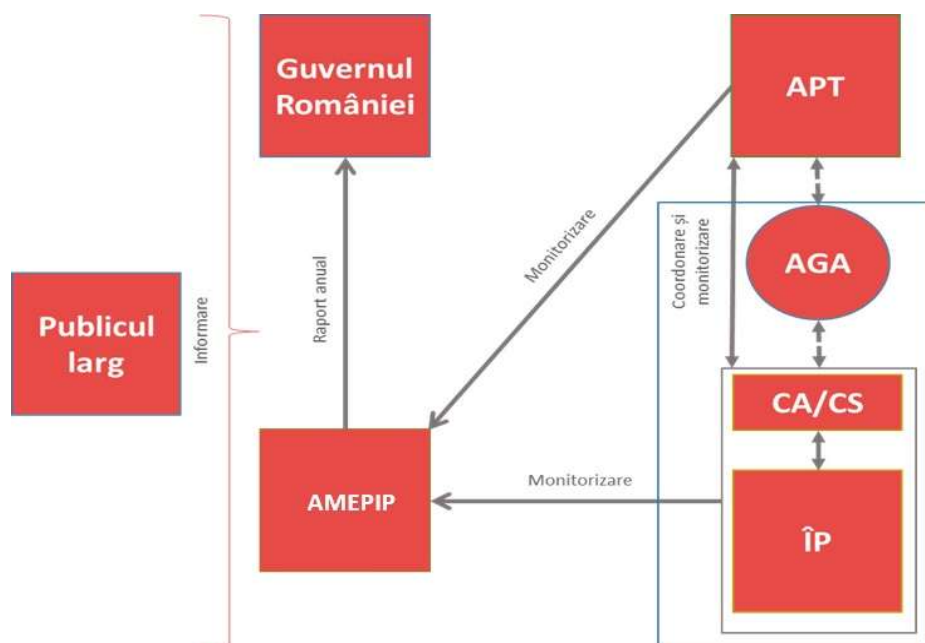 Guvernul
României
APT
Raport anual
Monitorizare
Coordonare și
monitorizare
AGA
Publicul
larg
Informare
CA/CS
AMEPIP
Monitorizare
ÎP